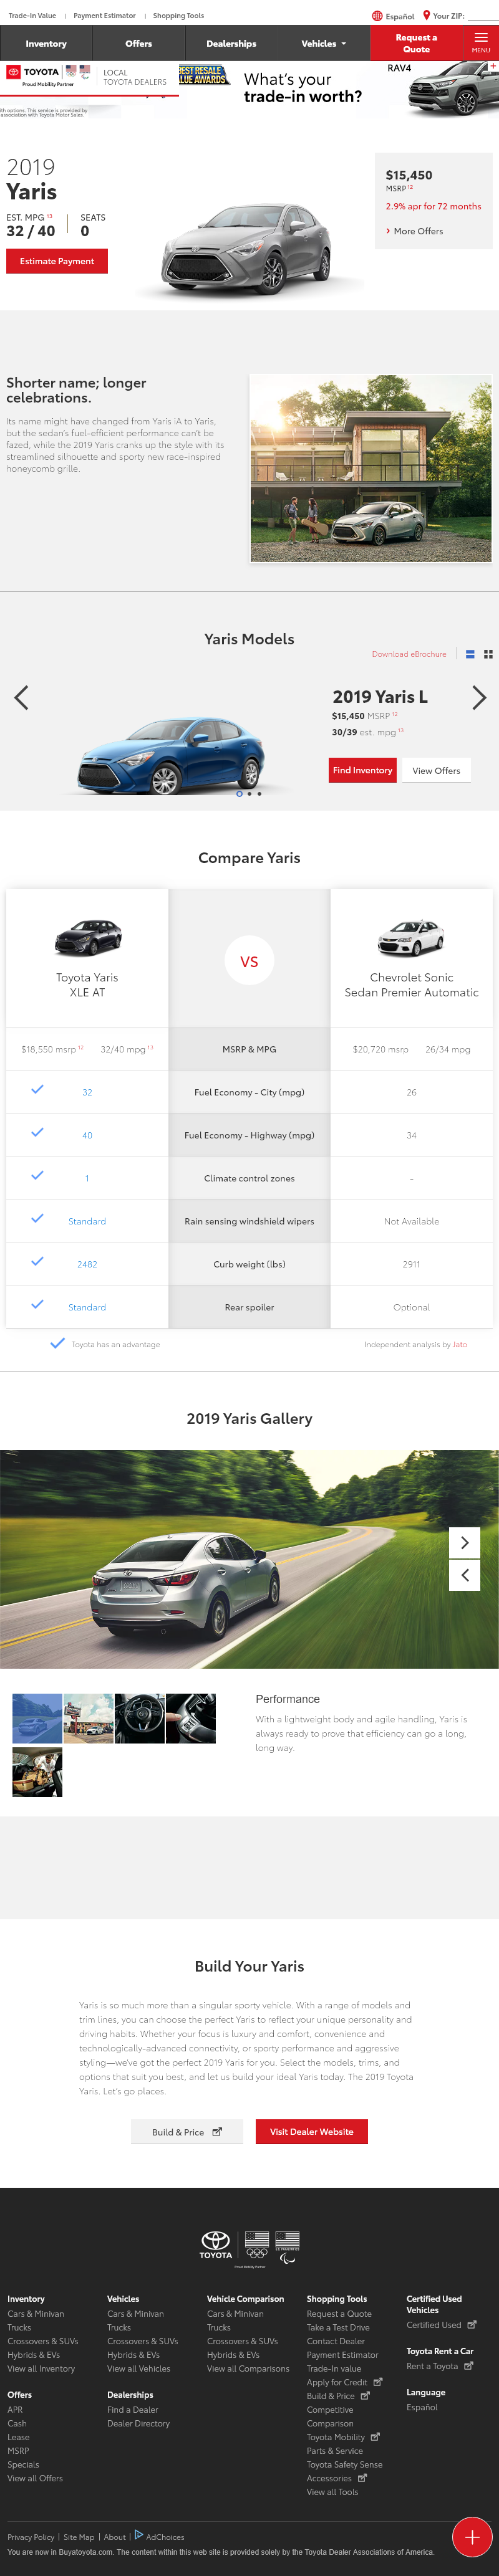 Trade-In Value | Payment Estimator | Shopping Tools
Español Your ZIP:
Inventory
Offers
Dealerships
Vehicles
Request a
Quote
MENU
TOYOTA
Proud Mobility Partner
LOCAL
TOYOTA DEALERS
BEST RESALE
VALUE AWARDS
What's your
trade-in worth?
RAV4
th options. This service is provided by
association with Toyota Motor Sales.
2019
Yaris
EST. MPG 13
32 / 40
SEATS
0
Estimate Payment
$15,450
MSRP 12
2.9% apr for 72 months
More Offers
Shorter name; longer
celebrations.
Its name might have changed from Yaris iA to Yaris,
but the sedan's fuel-efficient performance can't be
fazed, while the 2019 Yaris cranks up the style with its
streamlined silhouette and sporty new race-inspired
honeycomb grille.
Yaris Models
Download eBrochure
2019 Yaris L
$15,450 MSRP 12
30/39 est. mpg 13
Find Inventory
View Offers
Compare Yaris
Toyota Yaris
XLE AT
VS
Chevrolet Sonic
Sedan Premier Automatic
$18,550 msrp 12 32/40 mpg 13 MSRP & MPG $20,720 msrp 26/34 mpg
32 Fuel Economy - City (mpg) 26
40 Fuel Economy - Highway (mpg) 34
1 Climate control zones -
Standard Rain sensing windshield wipers Not Available
2482 Curb weight (lbs) 2911
Standard Rear spoiler Optional
Toyota has an advantage
Independent analysis by Jato
2019 Yaris Gallery
Performance
With a lightweight body and agile handling, Yaris is
always ready to prove that efficiency can go a long,
long way.
Build Your Yaris
Yaris is so much more than a singular sporty vehicle. With a range of models and
trim lines, you can choose the perfect Yaris to reflect your unique personality and
driving habits. Whether your focus is luxury and comfort, convenience and
technologically-advanced connectivity, or sporty performance and aggressive
styling—we've got the perfect 2019 Yaris for you. Select the models, trims, and
options that suit you best, and let us build your ideal Yaris today. The 2019 Toyota
Yaris. Let's go places.
Build & Price
Visit Dealer Website
TOYOTA
Proud Mobility Partner
Inventory
Cars & Minivan
Trucks
Crossovers & SUVs
Hybrids & EVs
View all Inventory
Offers
APR
Cash
Lease
MSRP
Specials
View all Offers
Vehicles
Cars & Minivan
Trucks
Crossovers & SUVs
Hybrids & EVs
View all Vehicles
Dealerships
Find a Dealer
Dealer Directory
Vehicle Comparison
Cars & Minivan
Trucks
Crossovers & SUVs
Hybrids & EVs
View all Comparisons
Shopping Tools
Request a Quote
Take a Test Drive
Contact Dealer
Payment Estimator
Trade-In value
Apply for Credit
Build & Price
Competitive
Comparison
Toyota Mobility
Parts & Service
Toyota Safety Sense
Accessories
View all Tools
Certified Used
Vehicles
Certified Used
Toyota Rent a Car
Rent a Toyota
Language
Español
Privacy Policy | Site Map | About | AdChoices
You are now in Buyatoyota.com. The content within this web site is provided solely by the Toyota Dealer Associations of America.